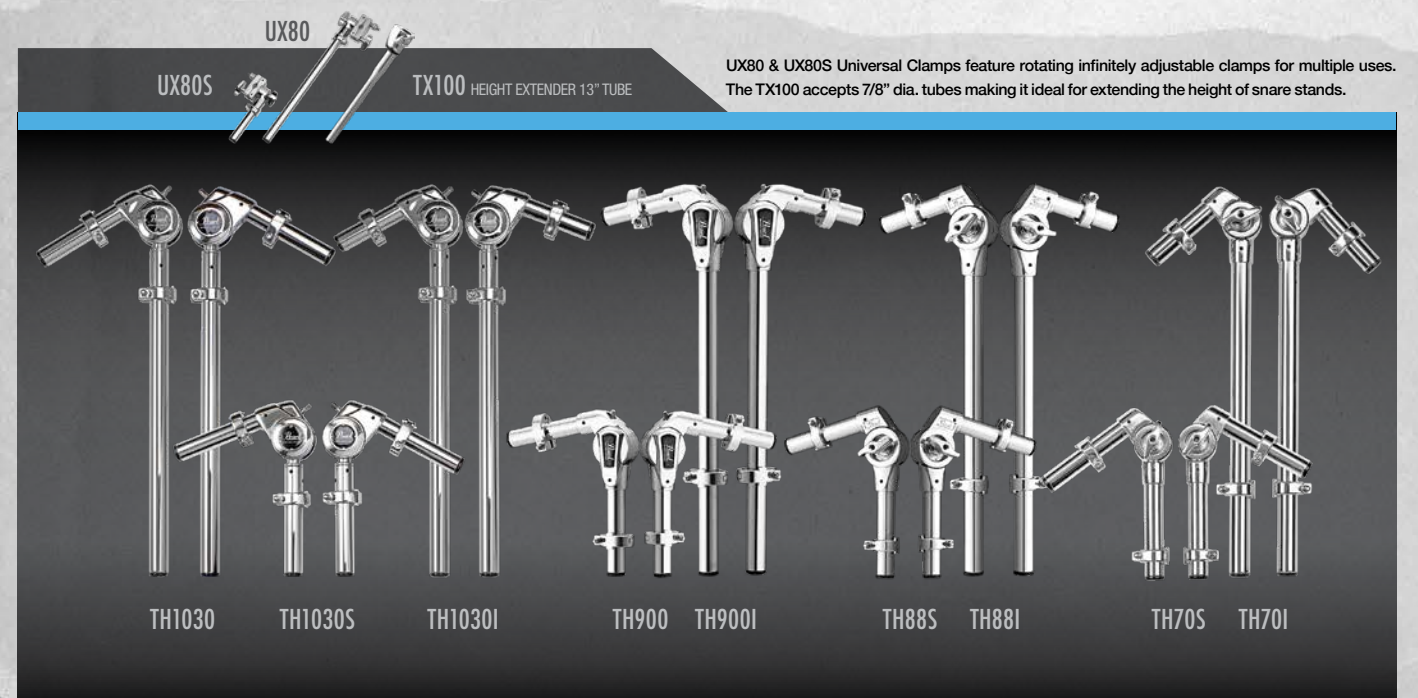 UX80
UX80S
TX100 HEIGHT EXTENDER 13” TUBE
UX80 & UX80S Universal Clamps feature rotating infinitely adjustable clamps for multiple uses.
The TX100 accepts 7/8” dia. tubes making it ideal for extending the height of snare stands.
TH1030 TH1030S TH1030I TH900 TH900I TH88S TH88I TH70S TH70I